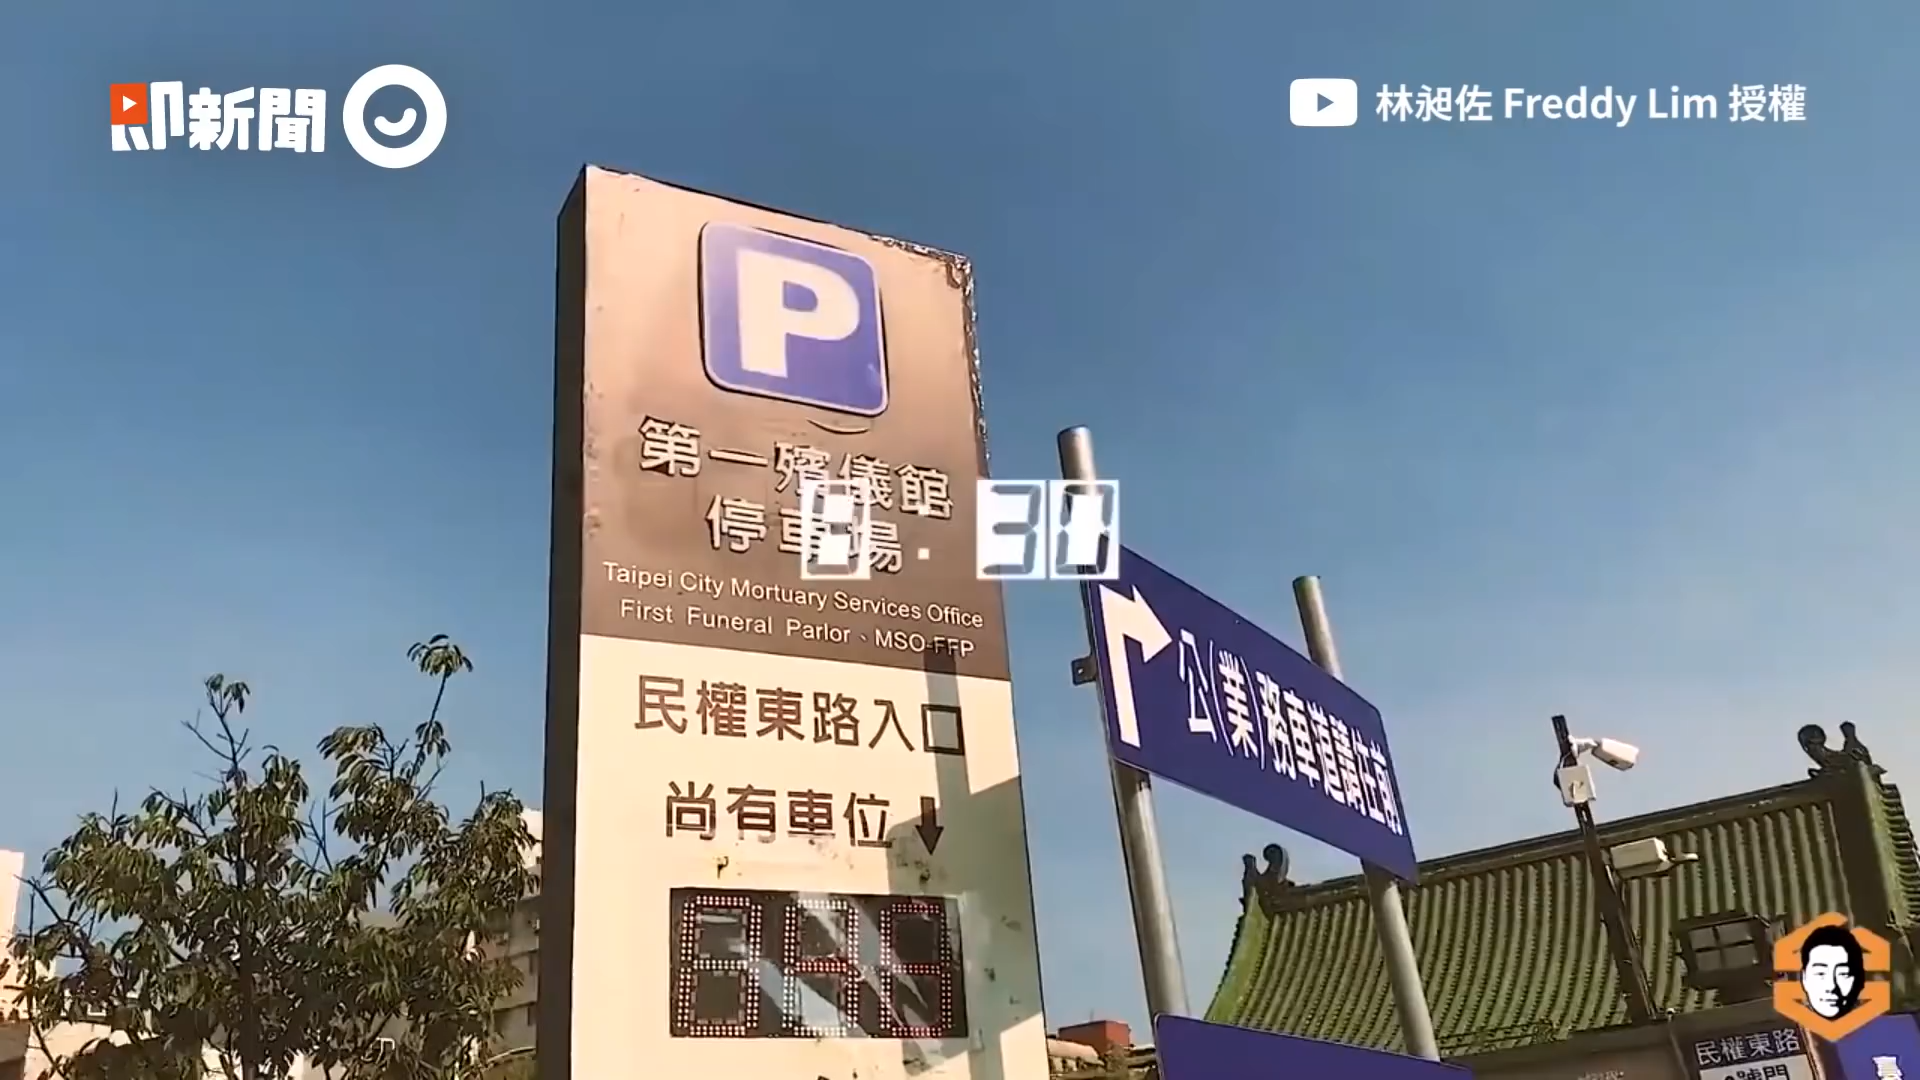 即新聞
林昶佐 Freddy Lim 授權
P
第一殯儀館
停車場
Taipei City Mortuary Services Office
First Funeral Parlor、MSO-FFP
民權東路入口
尚有車位↓
公(業)務車道請往前
民權東路